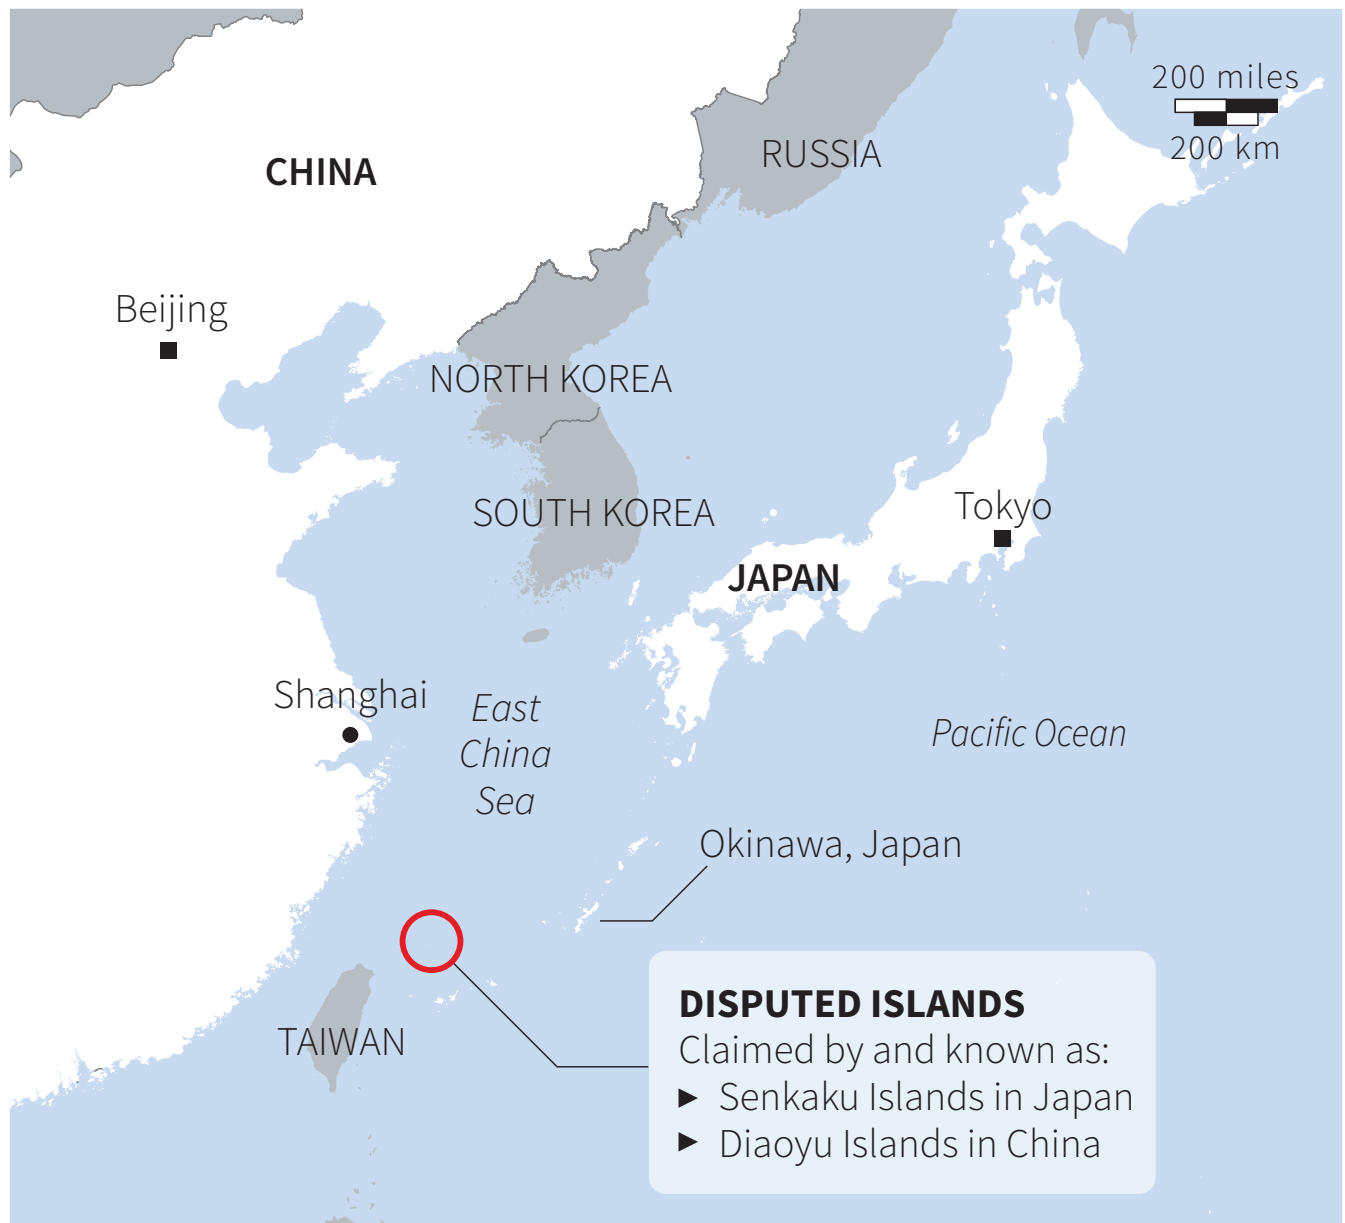 200 miles
200 km
RUSSIA
CHINA
Beijing
NORTH KOREA
SOUTH KOREA
Tokyo
JAPAN
Shanghai
East
China
Sea
Pacific Ocean
Okinawa, Japan
TAIWAN
DISPUTED ISLANDS
Claimed by and known as:
► Senkaku Islands in Japan
► Diaoyu Islands in China